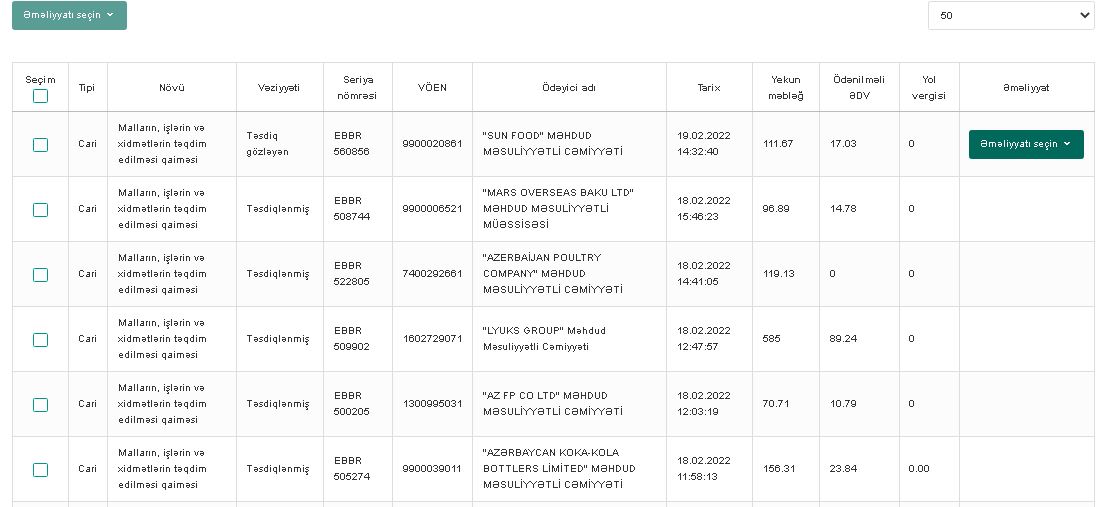 Əməliyyatı seçin
50
Seçim
Tipi
Növü
Vəziyyəti
Seriya
nömrəsi
VÖEN
Ödəyici adı
Tarix
Yekun
məbləğ
Ödənilməli
ƏDV
Yol
vergisi
Əməliyyat
Cari
Malların, işlərin və
xidmətlərin təqdim
edilməsi qaiməsi
Təsdiq
gözləyən
EBBR
560856
9900020861
"SUN FOOD" MƏHDUD
MƏSULİYYƏTLİ CƏMİYYƏTİ
19.02.2022
14:32:40
111.67
17.03
0
Əməliyyatı seçin
Cari
Malların, işlərin və
xidmətlərin təqdim
edilməsi qaiməsi
Təsdiqlənmiş
EBBR
508744
9900006521
"MARS OVERSEAS BAKU LTD"
MƏHDUD MƏSULİYYƏTLİ
MÜƏSSİSƏSİ
18.02.2022
15:46:23
96.89
14.78
0
Cari
Malların, işlərin və
xidmətlərin təqdim
edilməsi qaiməsi
Təsdiqlənmiş
EBBR
522805
7400292661
"AZERBAİJAN POULTRY
COMPANY" MƏHDUD
MƏSULİYYƏTLİ CƏMİYYƏTİ
18.02.2022
14:41:05
119.13
0
0
Cari
Malların, işlərin və
xidmətlərin təqdim
edilməsi qaiməsi
Təsdiqlənmiş
EBBR
509902
1602729071
"LYUKS GROUP" Məhdud
Məsuliyyətli Cəmiyyəti
18.02.2022
12:47:57
585
89.24
0
Cari
Malların, işlərin və
xidmətlərin təqdim
edilməsi qaiməsi
Təsdiqlənmiş
EBBR
500205
1300995031
"AZ FP CO LTD" MƏHDUD
MƏSULİYYƏTLİ CƏMİYYƏTİ
18.02.2022
12:03:19
70.71
10.79
0
Cari
Malların, işlərin və
xidmətlərin təqdim
edilməsi qaiməsi
Təsdiqlənmiş
EBBR
505274
9900039011
"AZƏRBAYCAN KOKA-KOLA
BOTTLERS LİMİTED" MƏHDUD
MƏSULİYYƏTLİ CƏMİYYƏTİ
18.02.2022
11:58:13
156.31
23.84
0.00